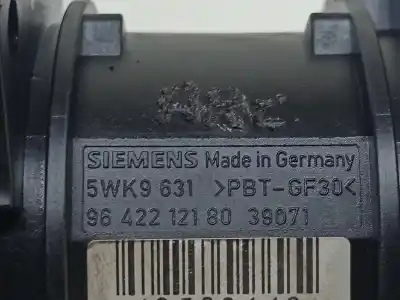 SIEMENS Made in Germany
5WK9 631 >PBT-GF30<
96 422 121 80 39071